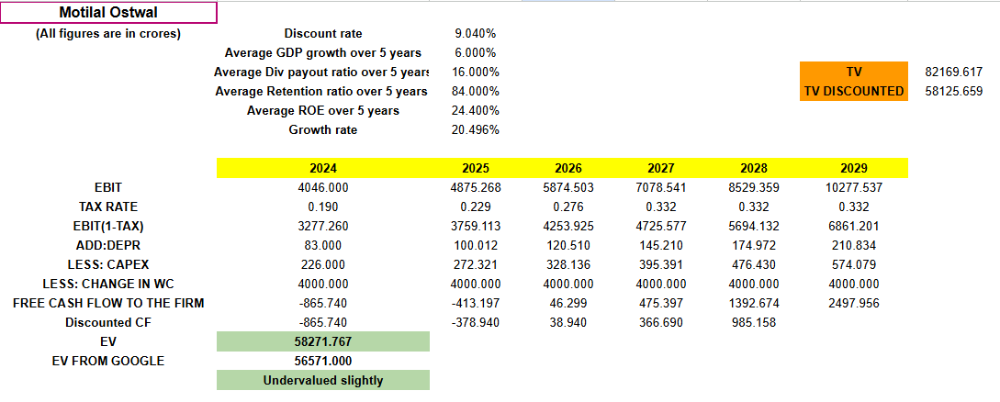 Motilal Ostwal
(All figures are in crores) Discount rate 9.040%
Average GDP growth over 5 years 6.000%
Average Div payout ratio over 5 years 16.000% TV 82169.617
Average Retention ratio over 5 years 84.000% TV DISCOUNTED 58125.659
Average ROE over 5 years 24.400%
Growth rate 20.496%
2024 2025 2026 2027 2028 2029
EBIT 4046.000 4875.268 5874.503 7078.541 8529.359 10277.537
TAX RATE 0.190 0.229 0.276 0.332 0.332 0.332
EBIT(1-TAX) 3277.260 3759.113 4253.925 4725.577 5694.132 6861.201
ADD:DEPR 83.000 100.012 120.510 145.210 174.972 210.834
LESS: CAPEX 226.000 272.321 328.136 395.391 476.430 574.079
LESS: CHANGE IN WC 4000.000 4000.000 4000.000 4000.000 4000.000 4000.000
FREE CASH FLOW TO THE FIRM -865.740 -413.197 46.299 475.397 1392.674 2497.956
Discounted CF -865.740 -378.940 38.940 366.690 985.158
EV 58271.767
EV FROM GOOGLE 56571.000
Undervalued slightly